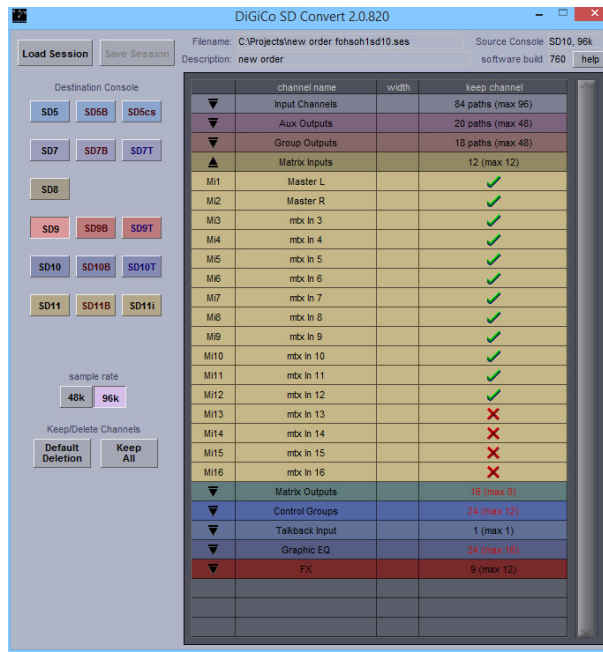 DiGiCo SD Convert 2.0.820
Load Session
Save Session
Filename: C:\Projects\new order fohsoh1sd10.ses
Source Console SD10, 96k
Description: new order
software build 760 help
Destination Console
SD5 SD5B SD5cs
SD7 SD7B SD7T
SD8
SD9 SD9B SD9T
SD10 SD10B SD10T
SD11 SD11B SD11i
sample rate
48k 96k
Keep/Delete Channels
Default Deletion
Keep All
channel name width keep channel
Input Channels 84 paths (max 96)
Aux Outputs 20 paths (max 48)
Group Outputs 18 paths (max 48)
Matrix Inputs 12 (max 12)
Mi1 Master L
Mi2 Master R
Mi3 mtx In 3
Mi4 mtx In 4
Mi5 mtx In 5
Mi6 mtx In 6
Mi7 mtx In 7
Mi8 mtx In 8
Mi9 mtx In 9
Mi10 mtx In 10
Mi11 mtx In 11
Mi12 mtx In 12
Mi13 mtx In 13
Mi14 mtx In 14
Mi15 mtx In 15
Mi16 mtx In 16
Matrix Outputs 16 (max 8)
Control Groups 24 (max 12)
Talkback Input 1 (max 1)
Graphic EQ 24 (max 16)
FX 9 (max 12)